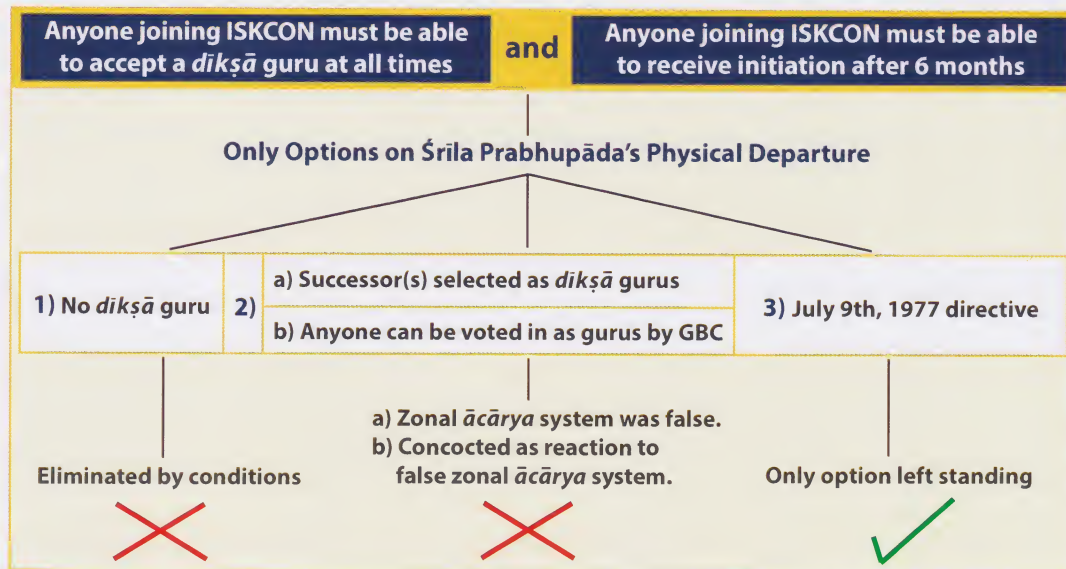 Anyone joining ISKCON must be able
to accept a dīkṣā guru at all times
and
Anyone joining ISKCON must be able
to receive initiation after 6 months
Only Options on Śrīla Prabhupāda's Physical Departure
1) No dīkṣā guru
2)
a) Successor(s) selected as dīkṣā gurus
b) Anyone can be voted in as gurus by GBC
3) July 9th, 1977 directive
Eliminated by conditions
a) Zonal ācārya system was false.
b) Concocted as reaction to
false zonal ācārya system.
Only option left standing